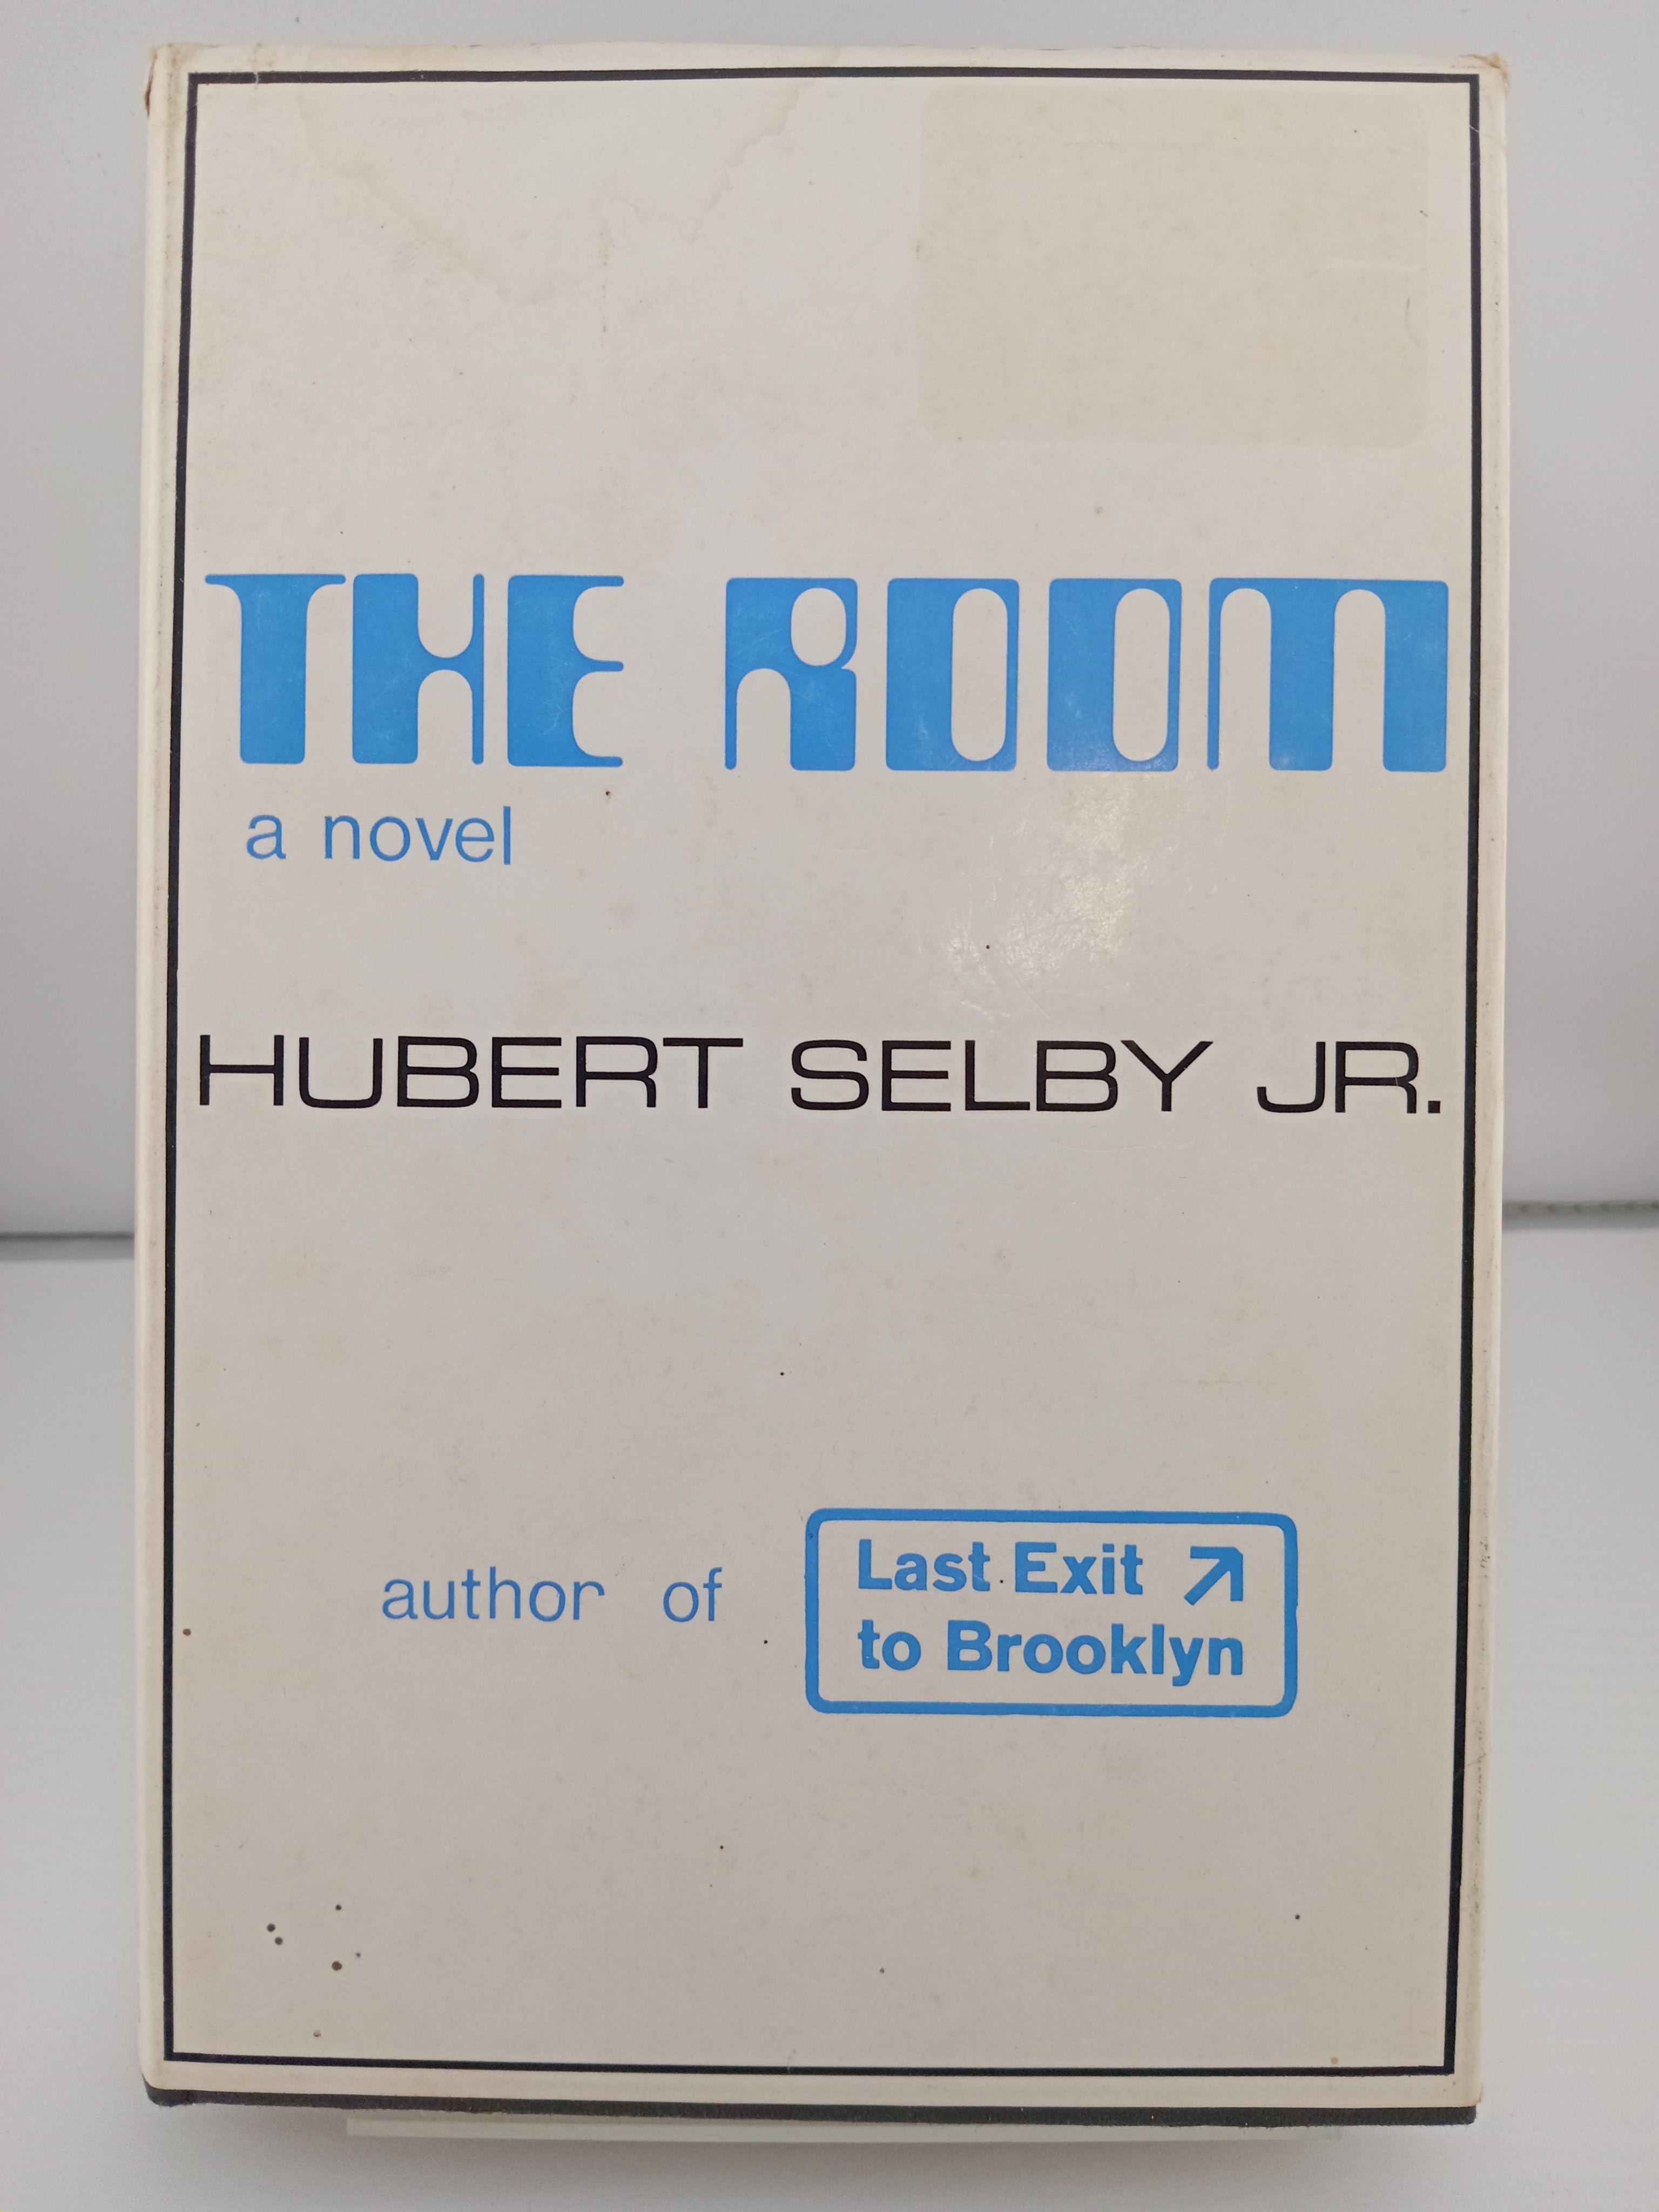 THE ROOM
a novel
HUBERT SELBY JR.
author of
Last Exit ↗
to Brooklyn